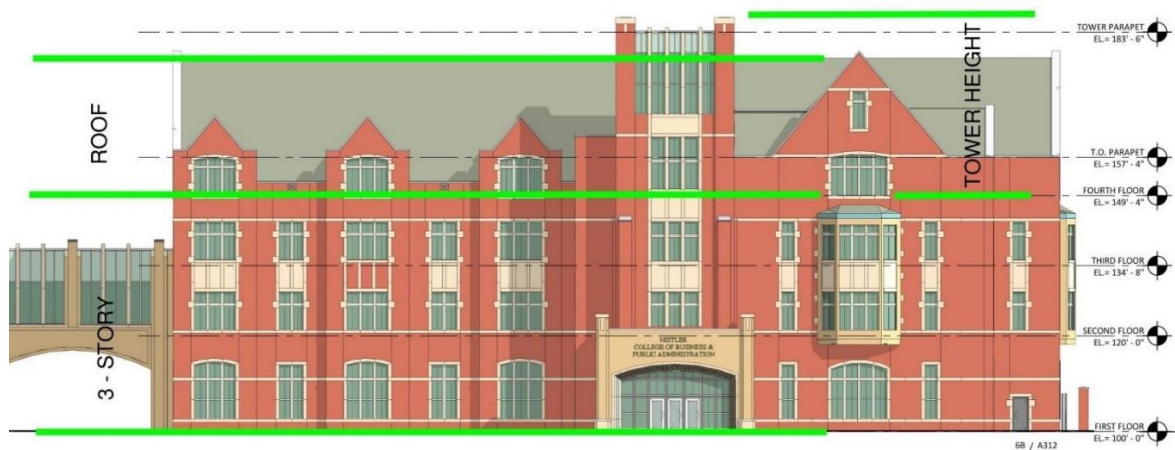 TOWER PARAPET
EL.= 183' - 6"
ROOF
TOWER HEIGHT
T.O. PARAPET
EL.= 157' - 4"
FOURTH FLOOR
EL.= 149' - 4"
THIRD FLOOR
EL.= 134' - 8"
3 - STORY
SECOND FLOOR
EL.= 120' - 0"
NISTLER
COLLEGE OF BUSINESS &
PUBLIC ADMINISTRATION
FIRST FLOOR
EL.= 100' - 0"
6B / A312